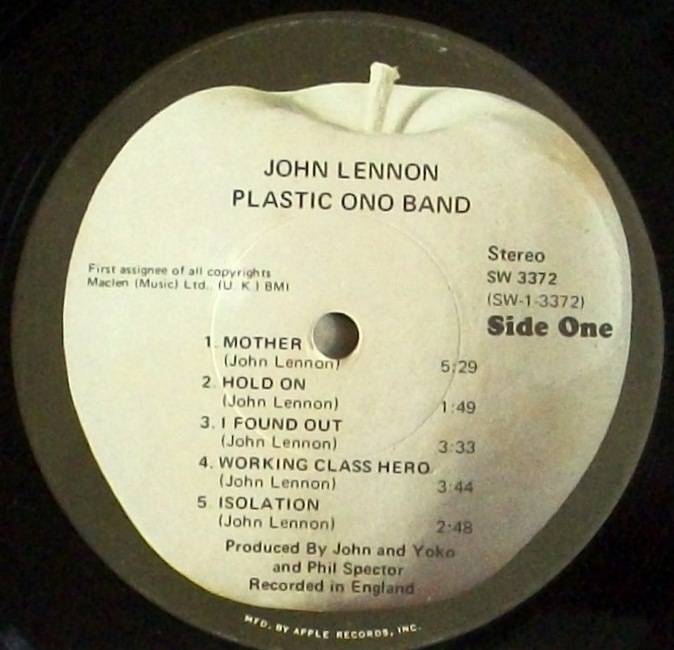 JOHN LENNON
PLASTIC ONO BAND
First assignee of all copyrights
Maclen (Music) Ltd. (U. K.) BMI
Stereo
SW 3372
(SW-1-3372)
Side One
1. MOTHER
(John Lennon) 5:29
2. HOLD ON
(John Lennon) 1:49
3. I FOUND OUT
(John Lennon) 3:33
4. WORKING CLASS HERO
(John Lennon) 3:44
5 ISOLATION
(John Lennon) 2:48
Produced By John and Yoko
and Phil Spector
Recorded in England
MFD. BY APPLE RECORDS, INC.